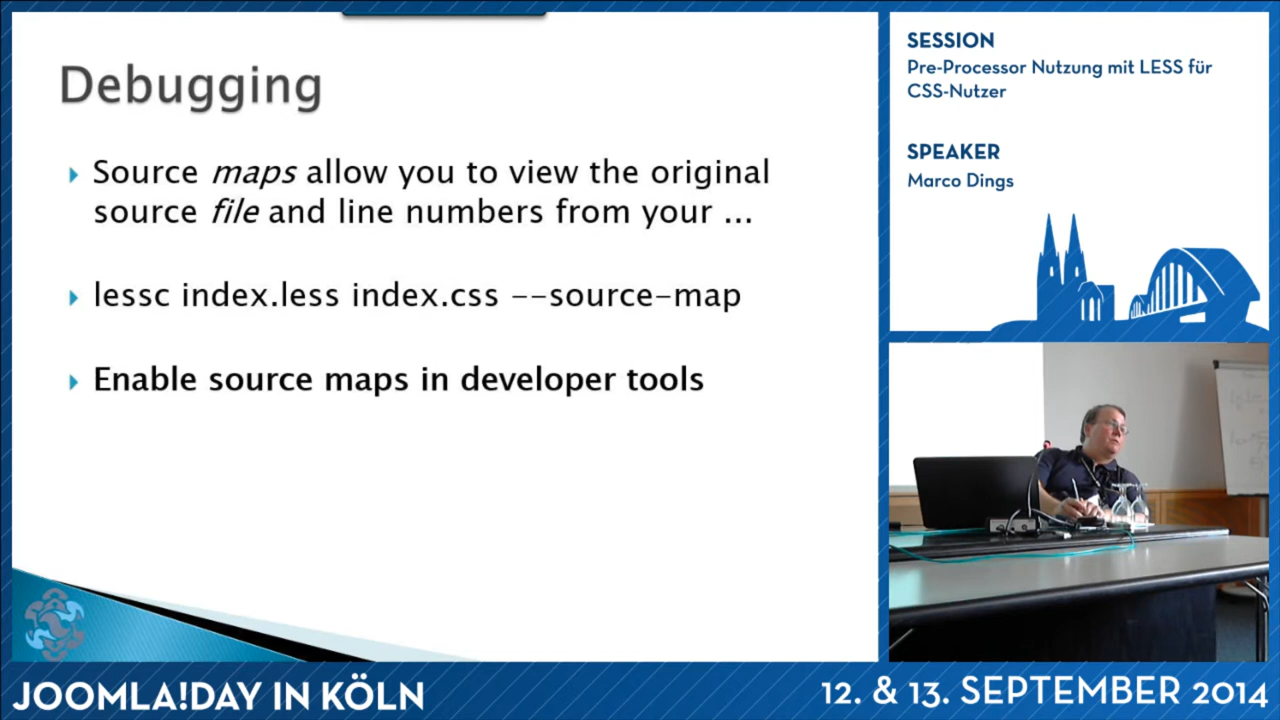 Debugging
Source maps allow you to view the original
source file and line numbers from your ...
lessc index.less index.css --source-map
Enable source maps in developer tools
SESSION
Pre-Processor Nutzung mit LESS für
CSS-Nutzer
SPEAKER
Marco Dings
JOOMLA!DAY IN KÖLN
12. & 13. SEPTEMBER 2014